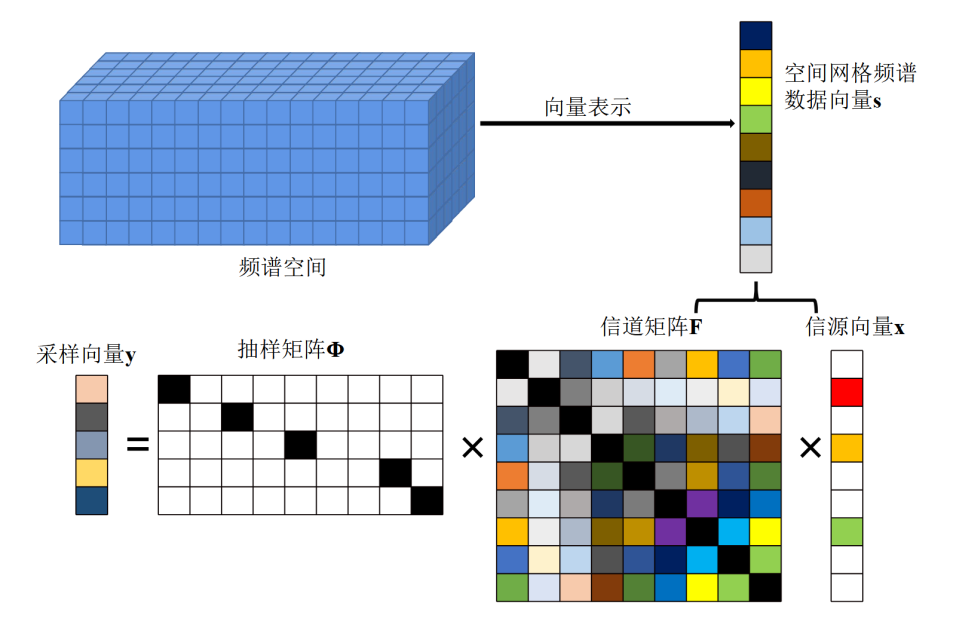 向量表示
空间网格频谱
数据向量s
频谱空间
信道矩阵F
信源向量x
采样向量y
抽样矩阵Φ
=
×
×